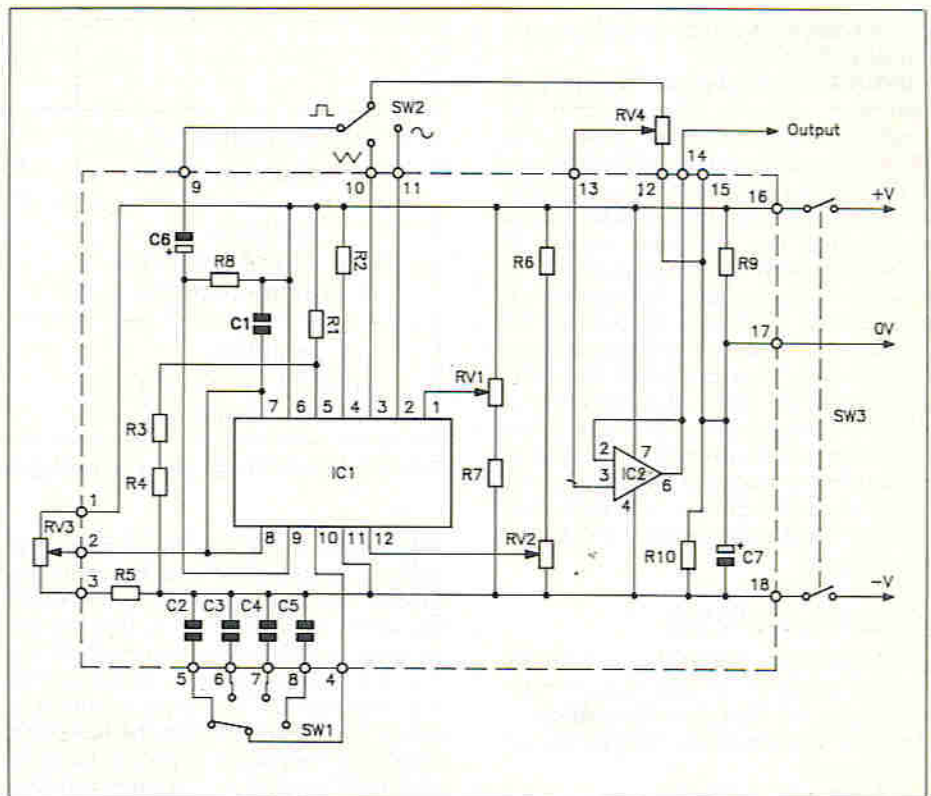 SW2
RV4
Output
14
9 10 11 13 12 15
16 +V
C6
R8 R2 R6 R9
C1 R1
17 0V
7 6 5 4 3 2 1
RV1
R3
IC1 R7
SW3
R4
2 7
3 IC2 6
4
1
RV3 2
8 9 10 11 12
RV2
R10 + C7
3 R5
18 -V
C2 C3 C4 C5
5 6 7 8 4
SW1